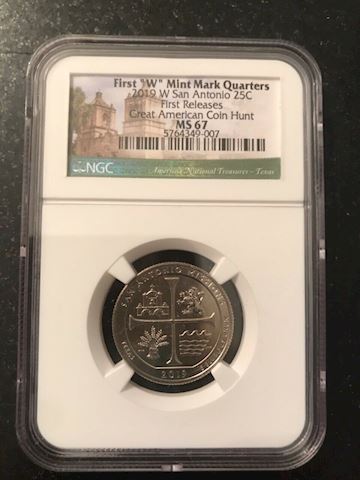 First "W" Mint Mark Quarters
2019 W San Antonio 25C
First Releases
Great American Coin Hunt
MS 67
5764349-007
NGC
America's National Treasures - Texas
SAN ANTONIO MISSIONS
2019